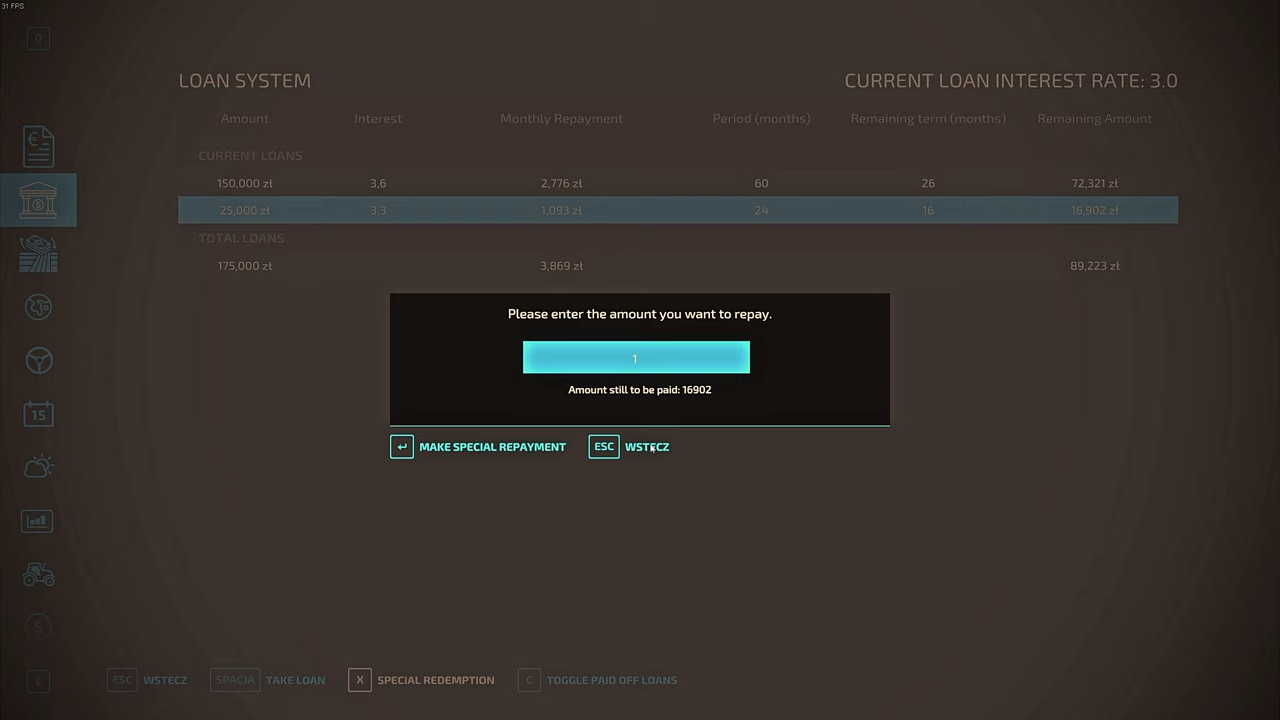 31 FPS
Q
LOAN SYSTEM
CURRENT LOAN INTEREST RATE: 3.0
Amount Interest Monthly Repayment Period (months) Remaining term (months) Remaining Amount
CURRENT LOANS
150,000 zł 3,6 2,776 zł 60 26 72,321 zł
25,000 zł 3,3 1,093 zł 24 16 16,902 zł
TOTAL LOANS
175,000 zł 3,869 zł 89,223 zł
Please enter the amount you want to repay.
1
Amount still to be paid: 16902
MAKE SPECIAL REPAYMENT ESC WSTECZ
15
E
ESC WSTECZ SPACJA TAKE LOAN X SPECIAL REDEMPTION C TOGGLE PAID OFF LOANS